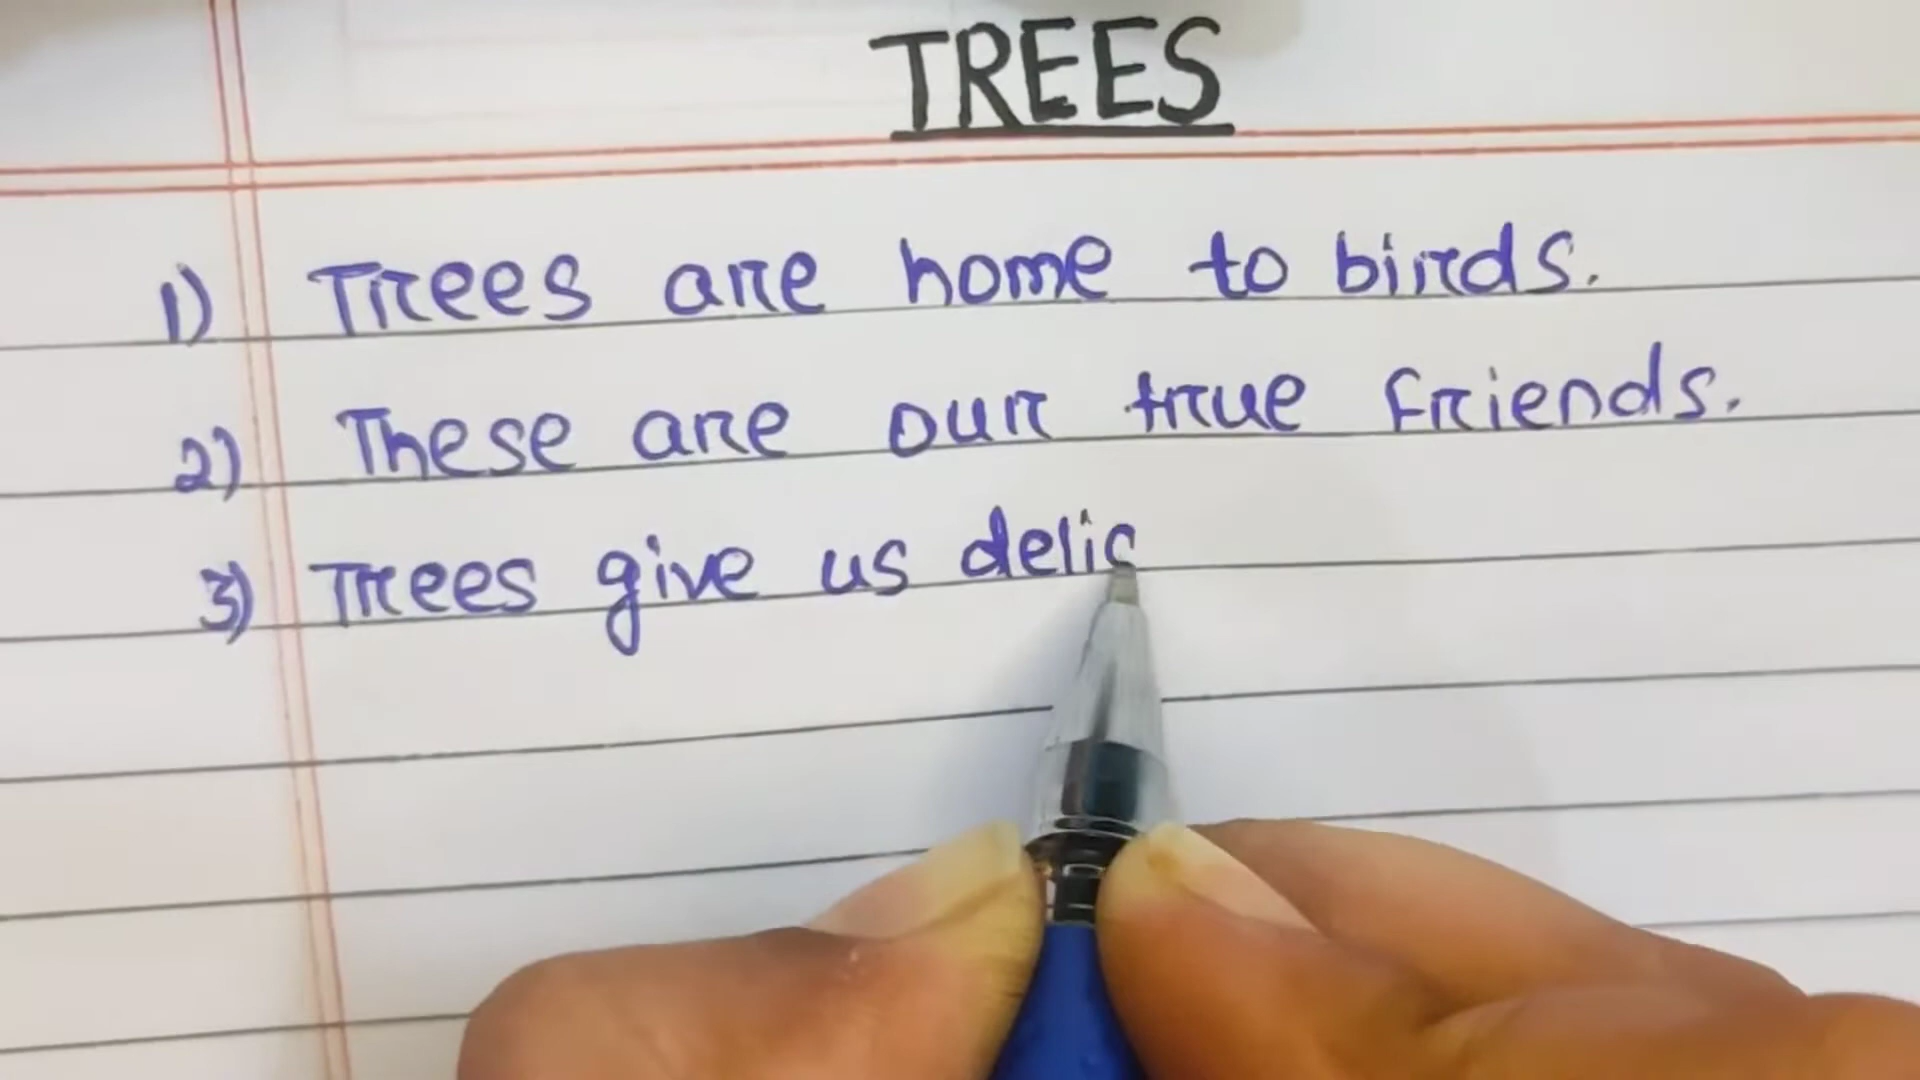 TREES
1) Trees are home to birds.
2) These are our true friends.
3) Trees give us delic